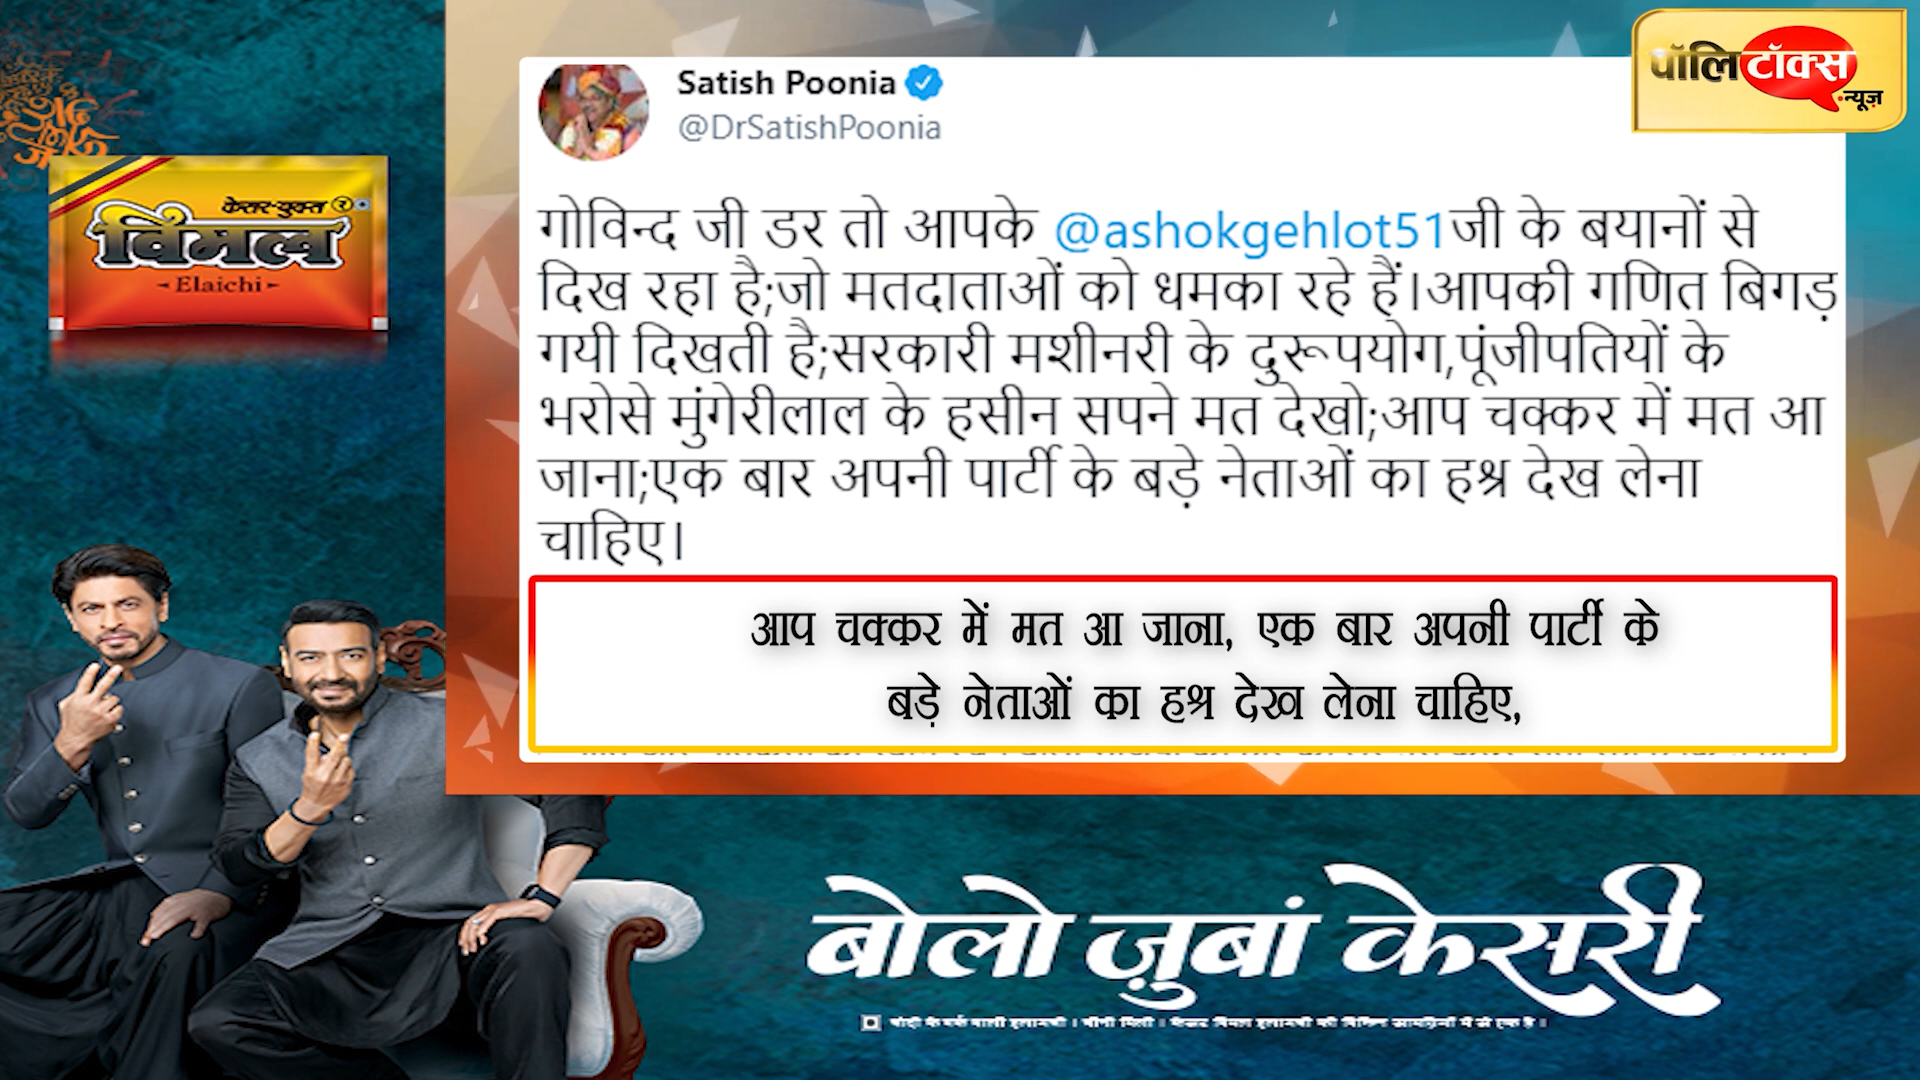 पॉलिटॉक्स
न्यूज़
Satish Poonia
@DrSatishPoonia
गोविन्द जी डर तो आपके @ashokgehlot51जी के बयानों से
दिख रहा है;जो मतदाताओं को धमका रहे हैं।आपकी गणित बिगड़
गयी दिखती है;सरकारी मशीनरी के दुरूपयोग,पूंजीपतियों के
भरोसे मुंगेरीलाल के हसीन सपने मत देखो;आप चक्कर में मत आ
जाना;एक बार अपनी पार्टी के बड़े नेताओं का हश्र देख लेना
चाहिए।
आप चक्कर में मत आ जाना, एक बार अपनी पार्टी के
बड़े नेताओं का हश्र देख लेना चाहिए,
केसर-युक्त
विमल
Elaichi
बोलो ज़ुबां केसरी